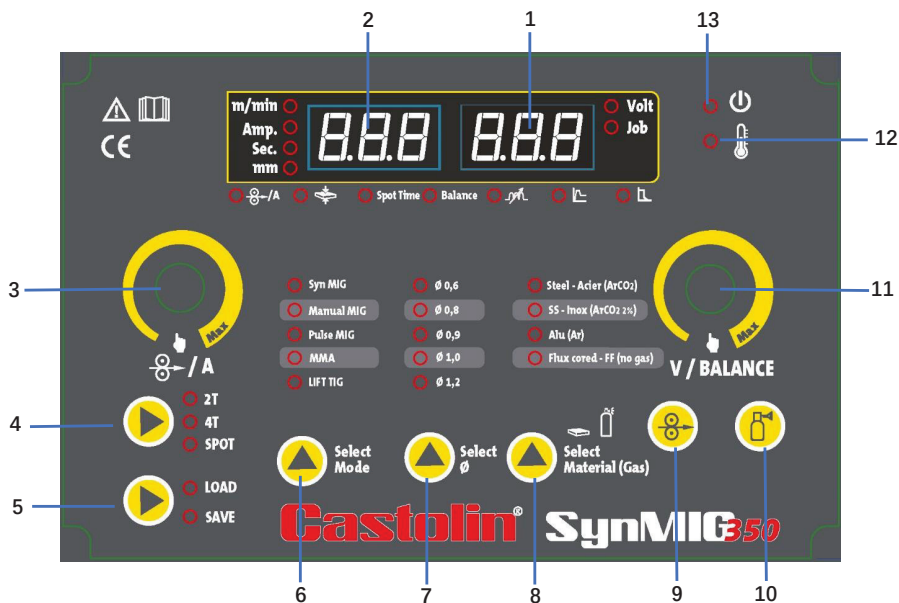 2
1
13
m/min
Volt
Amp.
8.8.8
8.8.8
Job
Sec.
mm
12
/A
Spot Time
Balance
CE
3
11
Max
Max
/ A
V / BALANCE
Syn MIG
Ø 0,6
Steel - Acier (ArCO2)
Manual MIG
Ø 0,8
SS - Inox (ArCO2 2%)
Pulse MIG
Ø 0,9
Alu (Ar)
MMA
Ø 1,0
Flux cored - FF (no gas)
LIFT TIG
Ø 1,2
4
2T
4T
SPOT
5
LOAD
SAVE
Select
Mode
Select
Ø
Select
Material (Gas)
Castolin®
SynMIG 350
6
7
8
9
10